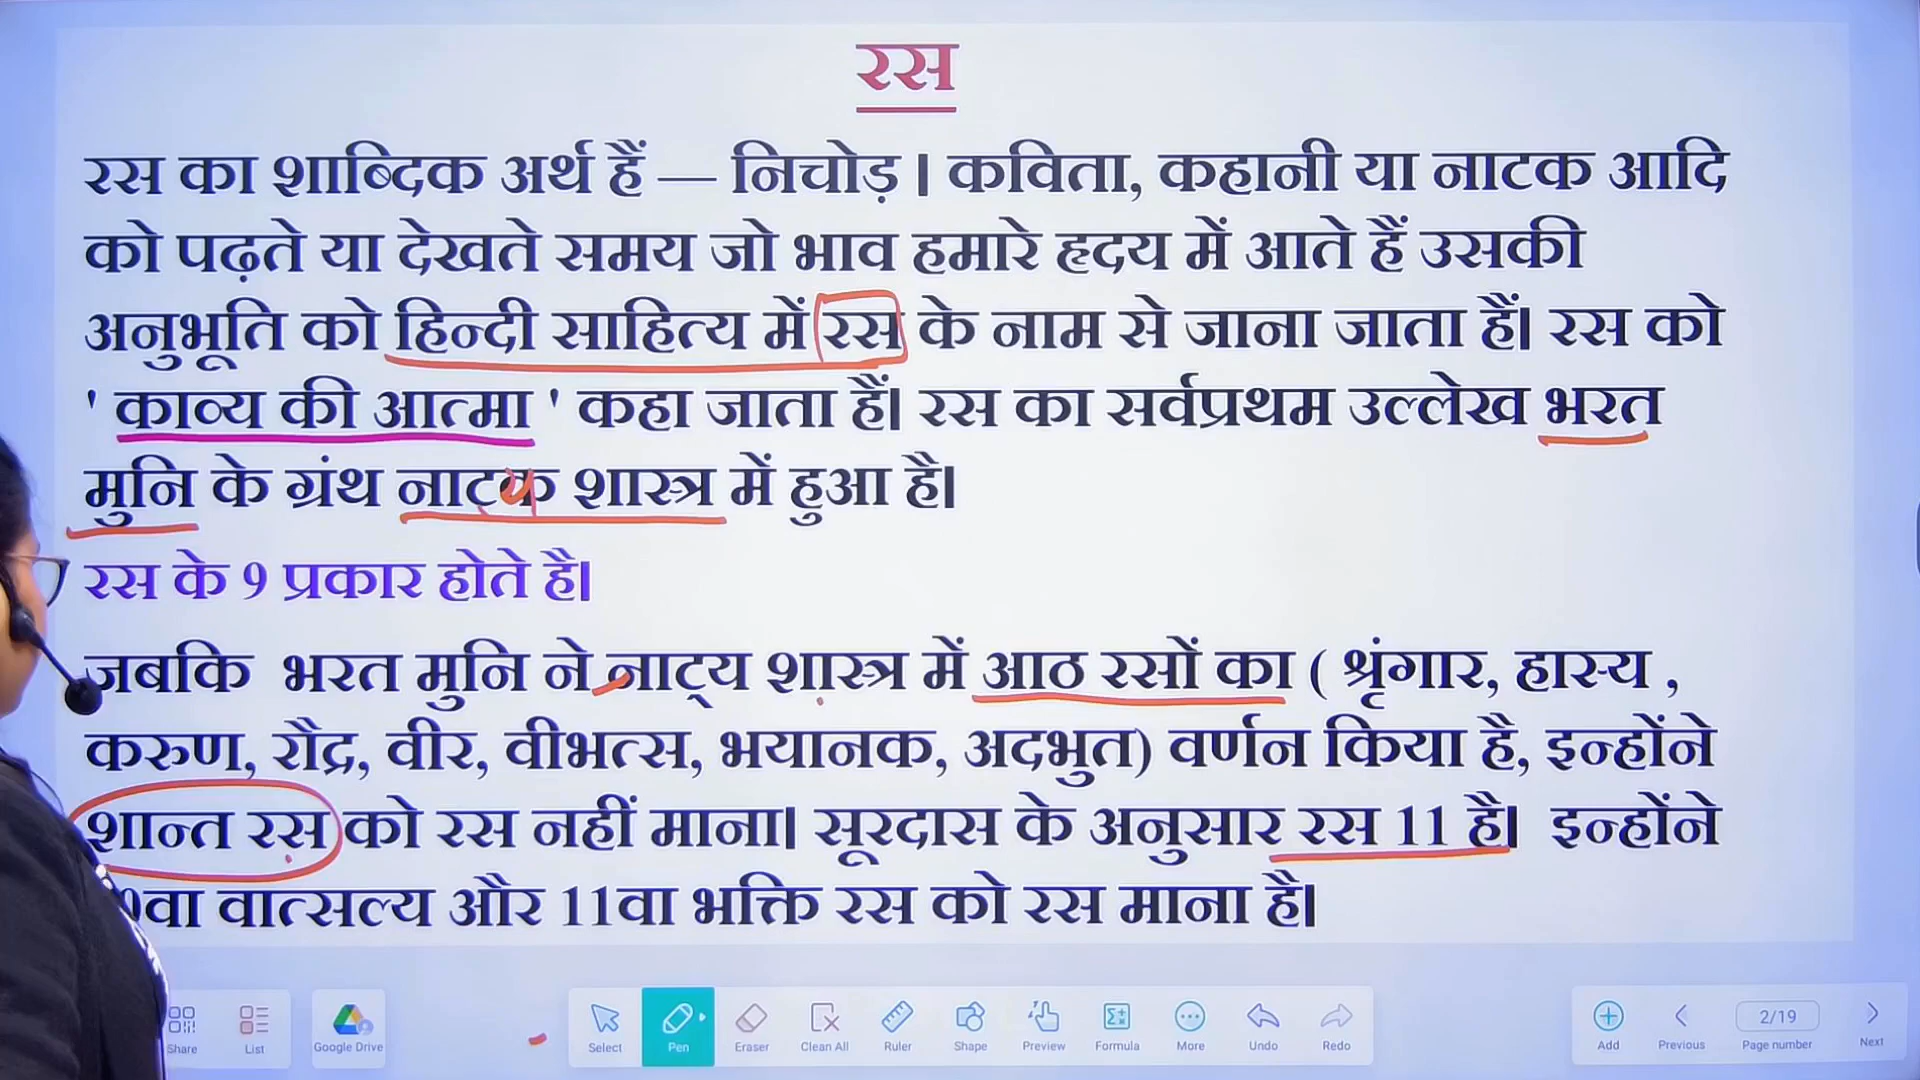 रस
रस का शाब्दिक अर्थ हैं — निचोड़ | कविता, कहानी या नाटक आदि
को पढ़ते या देखते समय जो भाव हमारे हृदय में आते हैं उसकी
अनुभूति को हिन्दी साहित्य में रस के नाम से जाना जाता हैं| रस को
' काव्य की आत्मा ' कहा जाता हैं| रस का सर्वप्रथम उल्लेख भरत
मुनि के ग्रंथ नाट्क शास्त्र में हुआ है|
रस के 9 प्रकार होते है|
जबकि भरत मुनि ने नाट्य शास्त्र में आठ रसों का ( श्रृंगार, हास्य ,
करुण, रौद्र, वीर, वीभत्स, भयानक, अदभुत) वर्णन किया है, इन्होंने
शान्त रस को रस नहीं माना| सूरदास के अनुसार रस 11 है| इन्होंने
वात्सल्य और 11वा भक्ति रस को रस माना है|
Share List Google Drive Select Pen Eraser Clean All Ruler Shape Preview Formula More Undo Redo Add Previous 2/19 Page number Next